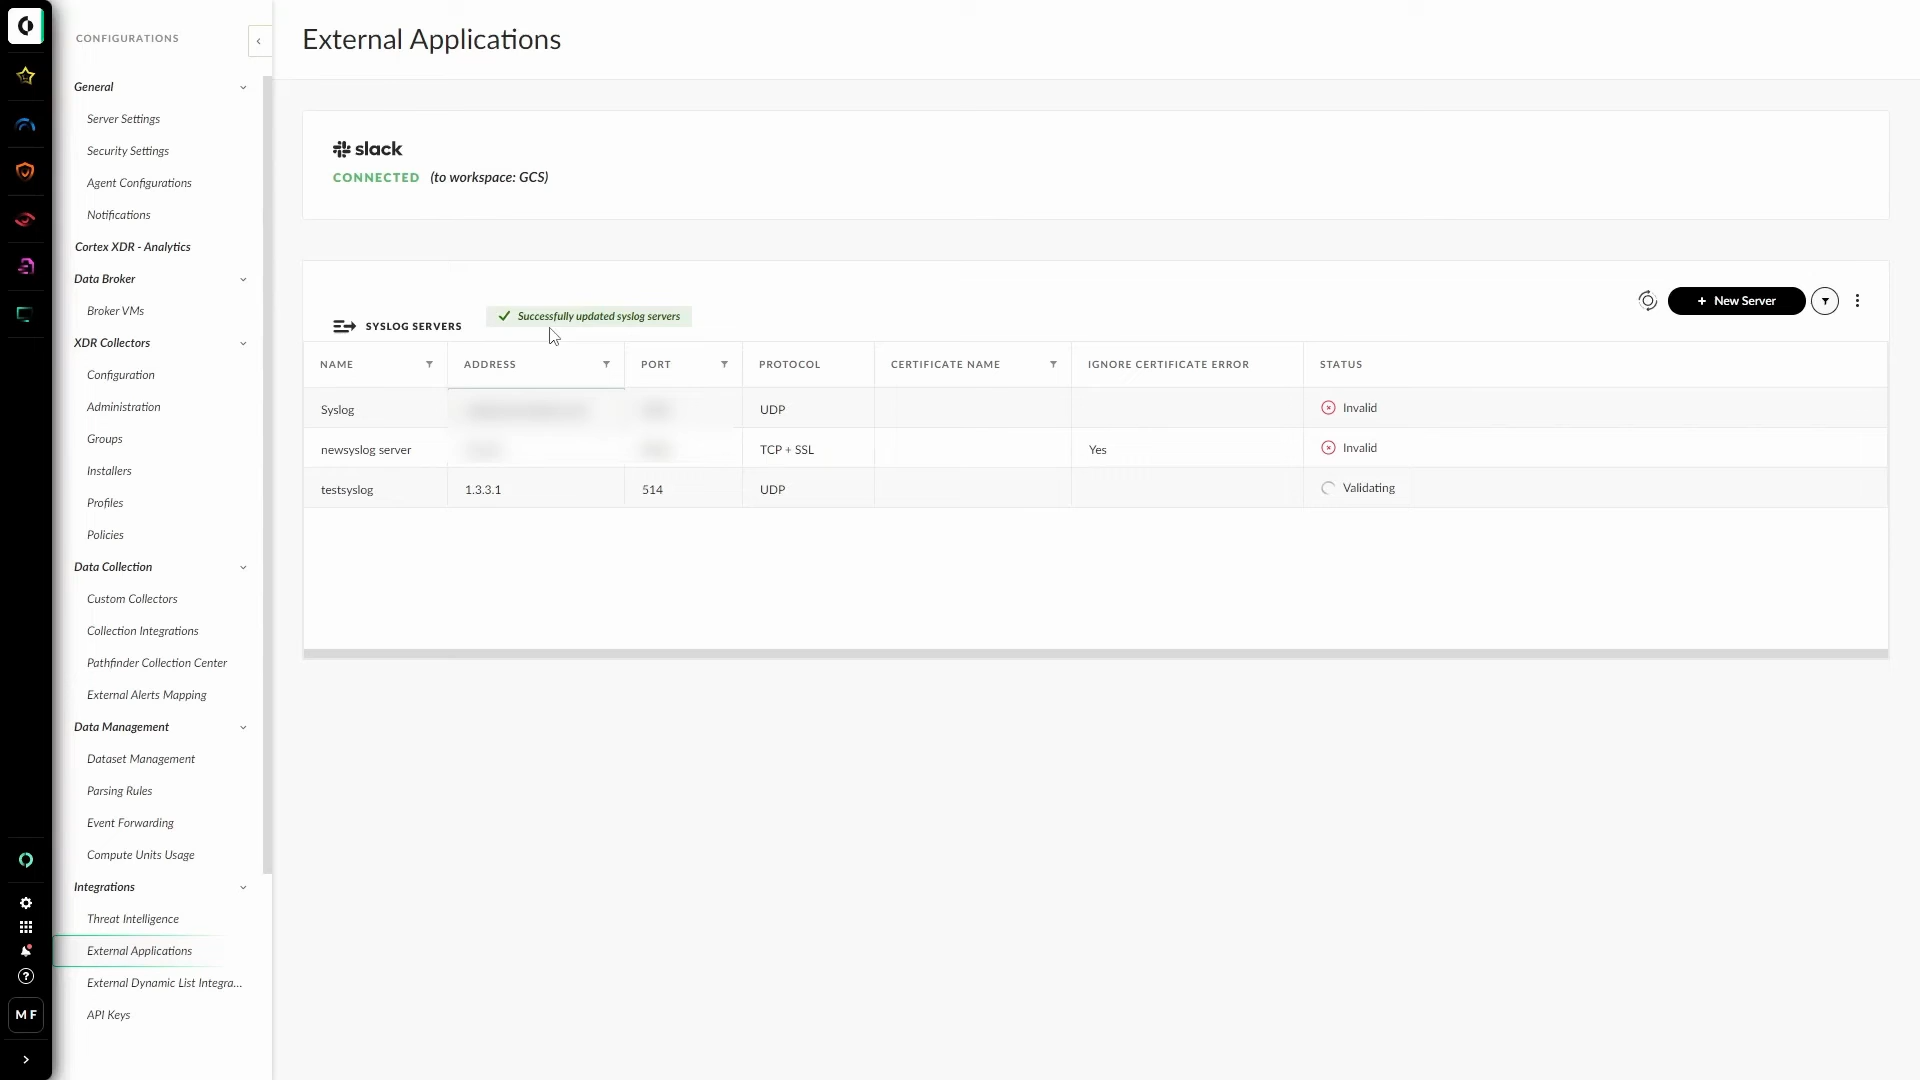 CONFIGURATIONS
General
Server Settings
Security Settings
Agent Configurations
Notifications
Cortex XDR - Analytics
Data Broker
Broker VMs
XDR Collectors
Configuration
Administration
Groups
Installers
Profiles
Policies
Data Collection
Custom Collectors
Collection Integrations
Pathfinder Collection Center
External Alerts Mapping
Data Management
Dataset Management
Parsing Rules
Event Forwarding
Compute Units Usage
Integrations
Threat Intelligence
External Applications
External Dynamic List Integra...
API Keys
M F
External Applications
slack
CONNECTED (to workspace: GCS)
SYSLOG SERVERS
Successfully updated syslog servers
+ New Server
NAME ADDRESS PORT PROTOCOL CERTIFICATE NAME IGNORE CERTIFICATE ERROR STATUS
Syslog UDP Invalid
newsyslog server TCP + SSL Yes Invalid
testsyslog 1.3.3.1 514 UDP Validating